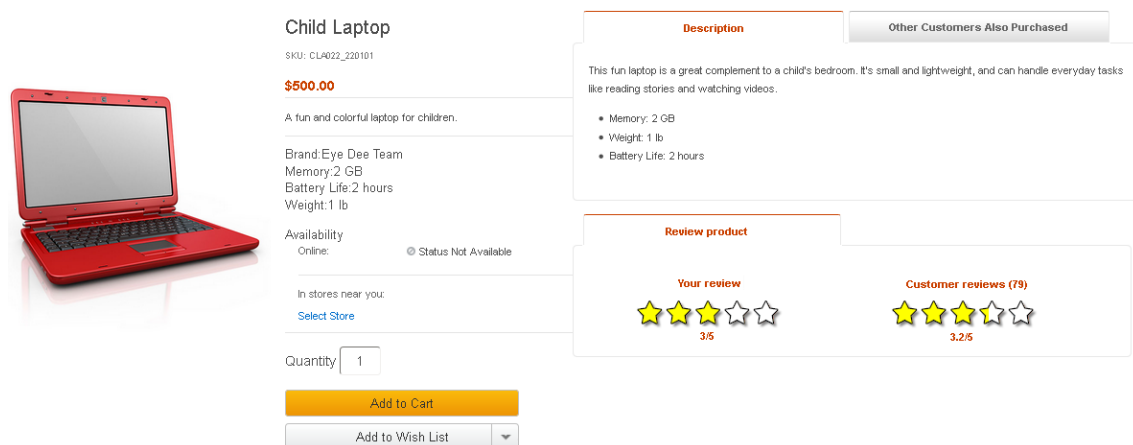 Child Laptop
SKU: CLA022_220101
$500.00
A fun and colorful laptop for children.
Brand:Eye Dee Team
Memory:2 GB
Battery Life:2 hours
Weight:1 lb
Availability
Online: Status Not Available
In stores near you:
Select Store
Quantity 1
Add to Cart
Add to Wish List
Description
Other Customers Also Purchased
This fun laptop is a great complement to a child's bedroom. It's small and lightweight, and can handle everyday tasks
like reading stories and watching videos.
• Memory: 2 GB
• Weight: 1 lb
• Battery Life: 2 hours
Review product
Your review
3/5
Customer reviews (79)
3.2/5